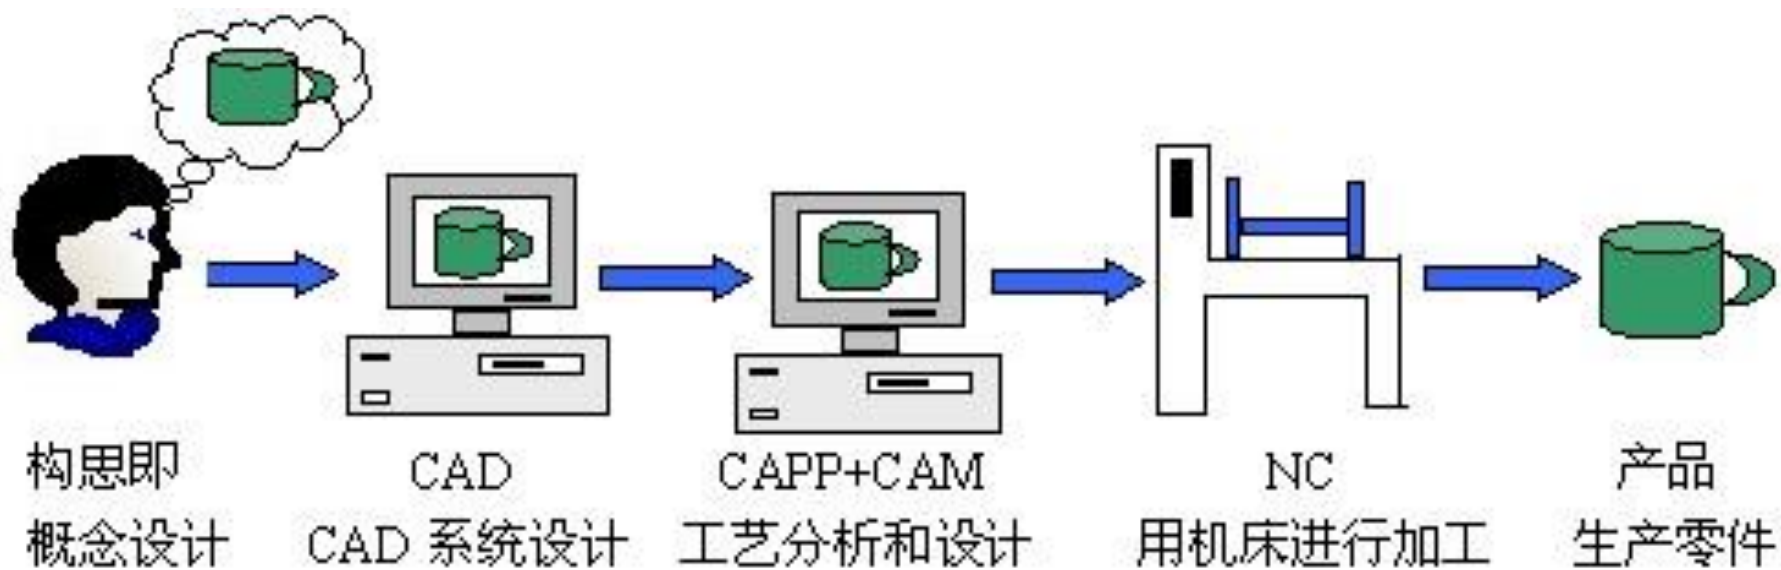 构思即
概念设计
CAD
CAD 系统设计
CAPP+CAM
工艺分析和设计
NC
用机床进行加工
产品
生产零件